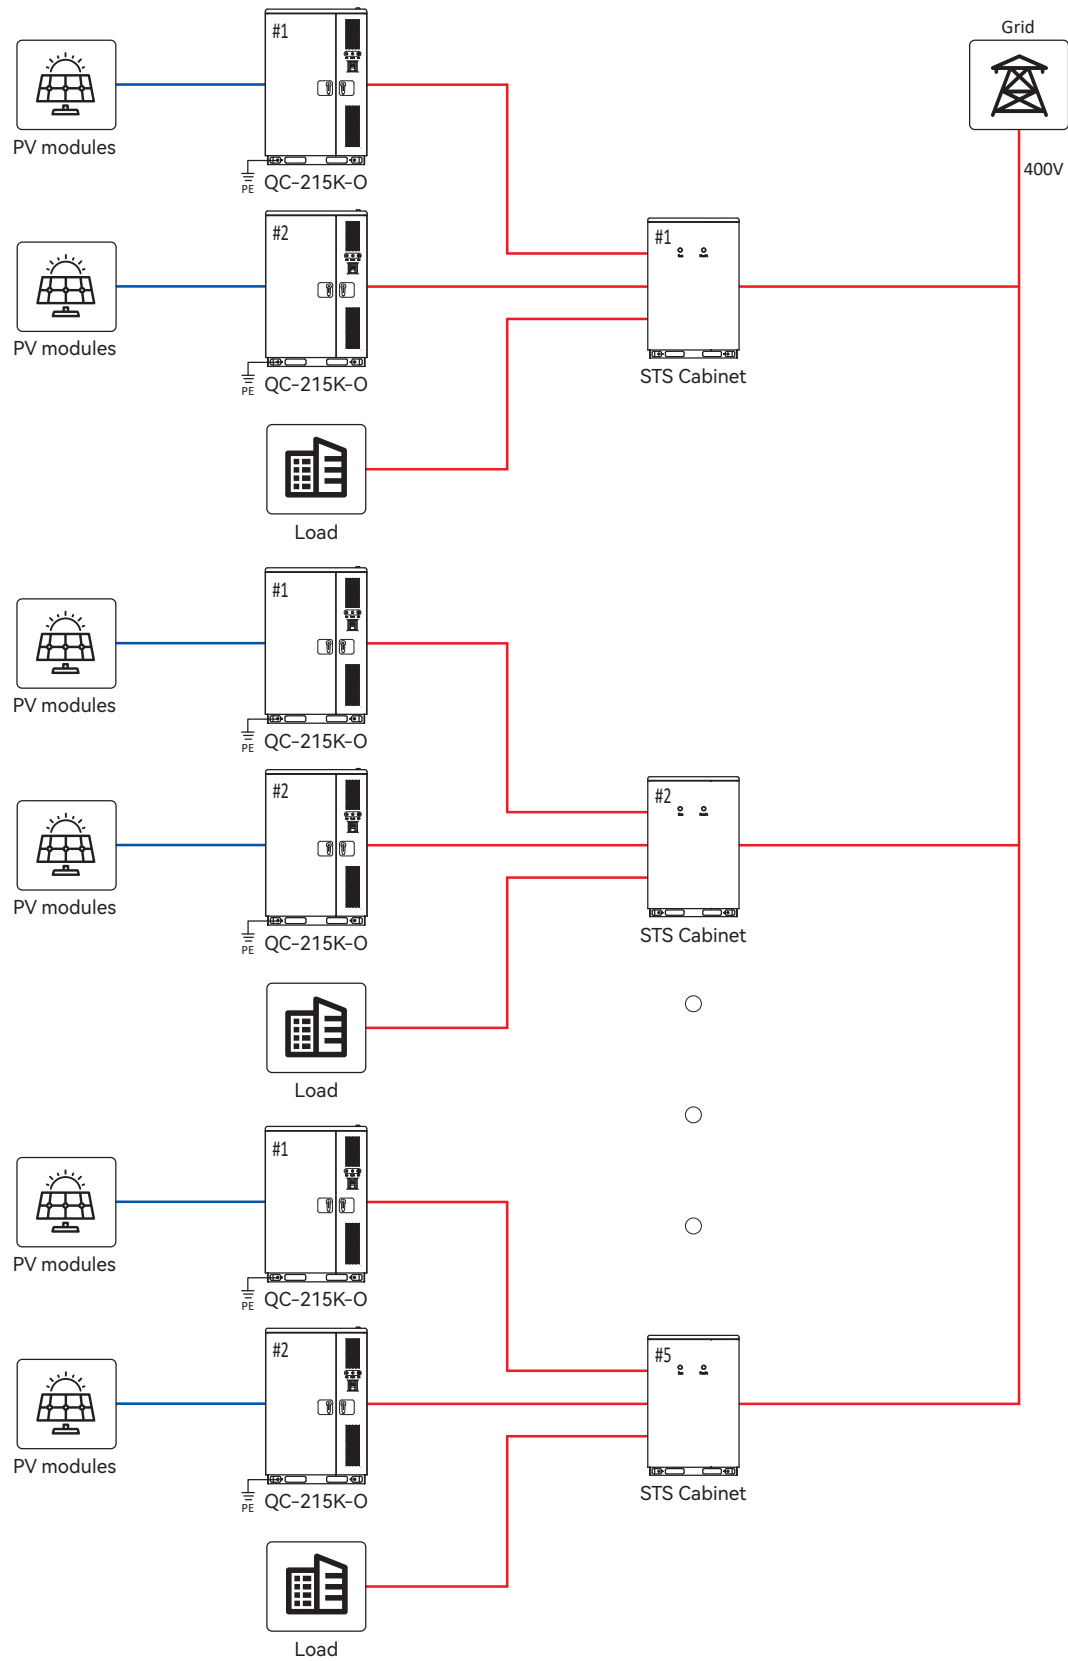 Grid
400V
#1
PV modules
PE
QC-215K-O
#2
PV modules
PE
QC-215K-O
#1
STS Cabinet
Load
#1
PV modules
PE
QC-215K-O
#2
PV modules
PE
QC-215K-O
#2
STS Cabinet
Load
#1
PV modules
PE
QC-215K-O
#2
PV modules
PE
QC-215K-O
#5
STS Cabinet
Load